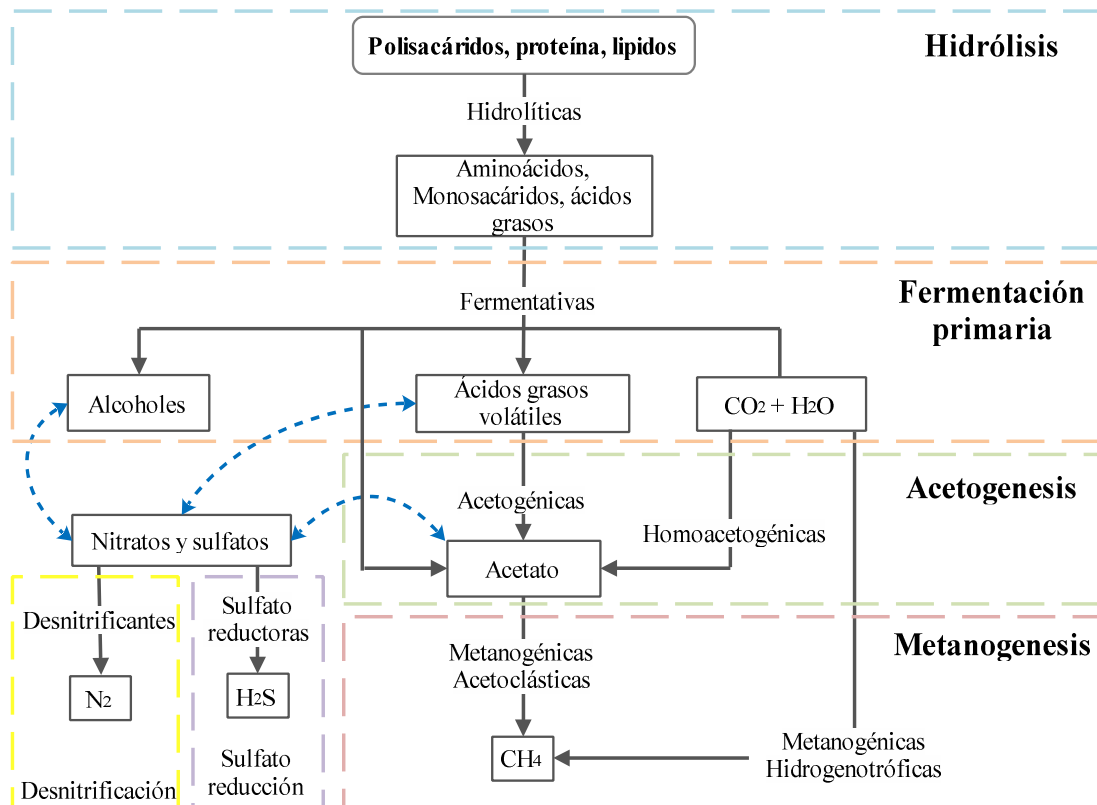 Polisacáridos, proteína, lipidos
Hidrólisis
Hidrolíticas
Aminoácidos,
Monosacáridos, ácidos
grasos
Fermentativas
Fermentación
primaria
Alcoholes
Ácidos grasos
volátiles
CO2 + H2O
Acetogénicas
Acetogenesis
Homoacetogénicas
Nitratos y sulfatos
Acetato
Desnitrificantes
Sulfato
reductoras
Metanogénicas
Acetoclásticas
Metanogenesis
N2
H2S
CH4
Metanogénicas
Hidrogenotróficas
Desnitrificación
Sulfato
reducción